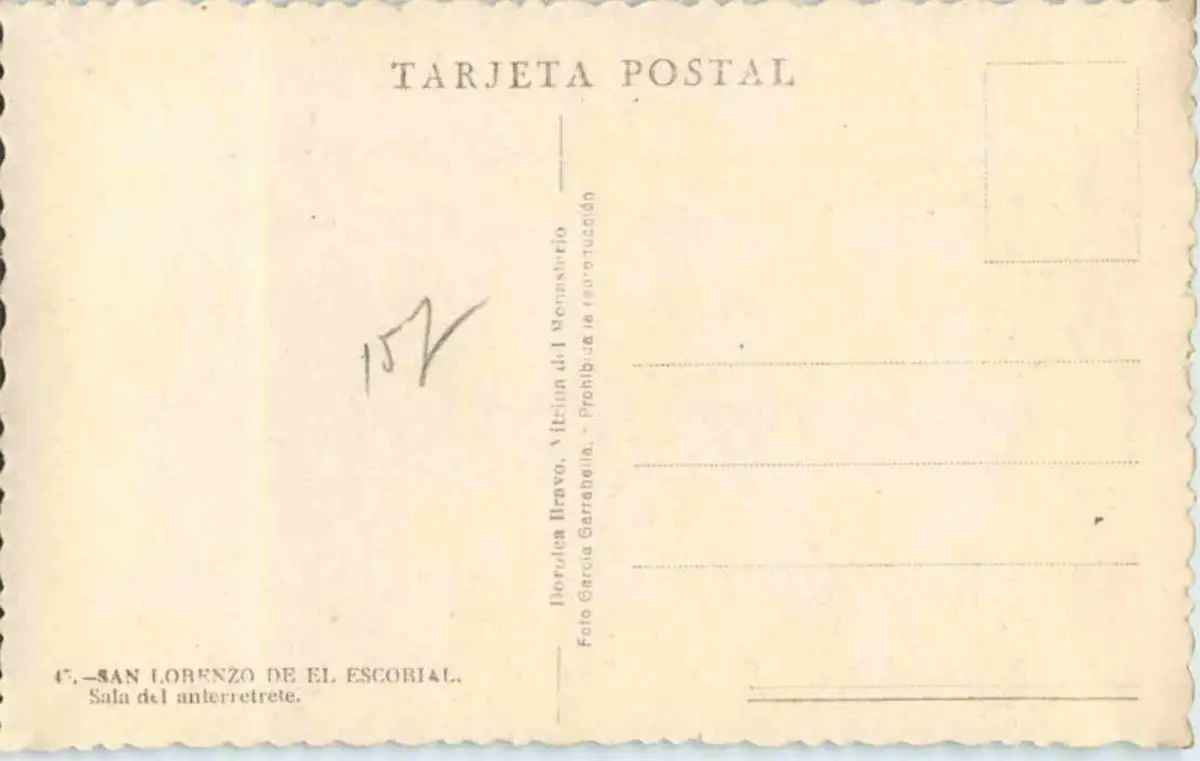 TARJETA POSTAL
157
Dorotea Bravo. Vitrina del Monasterio
Foto García Garrabella. - Prohibida la reproducción
SAN LORENZO DE EL ESCORIAL.
Sala del anterretrete.